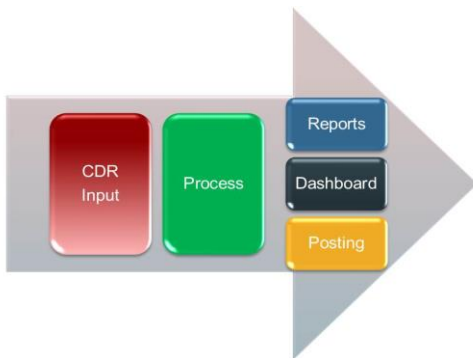 CDR
Input
Process
Reports
Dashboard
Posting